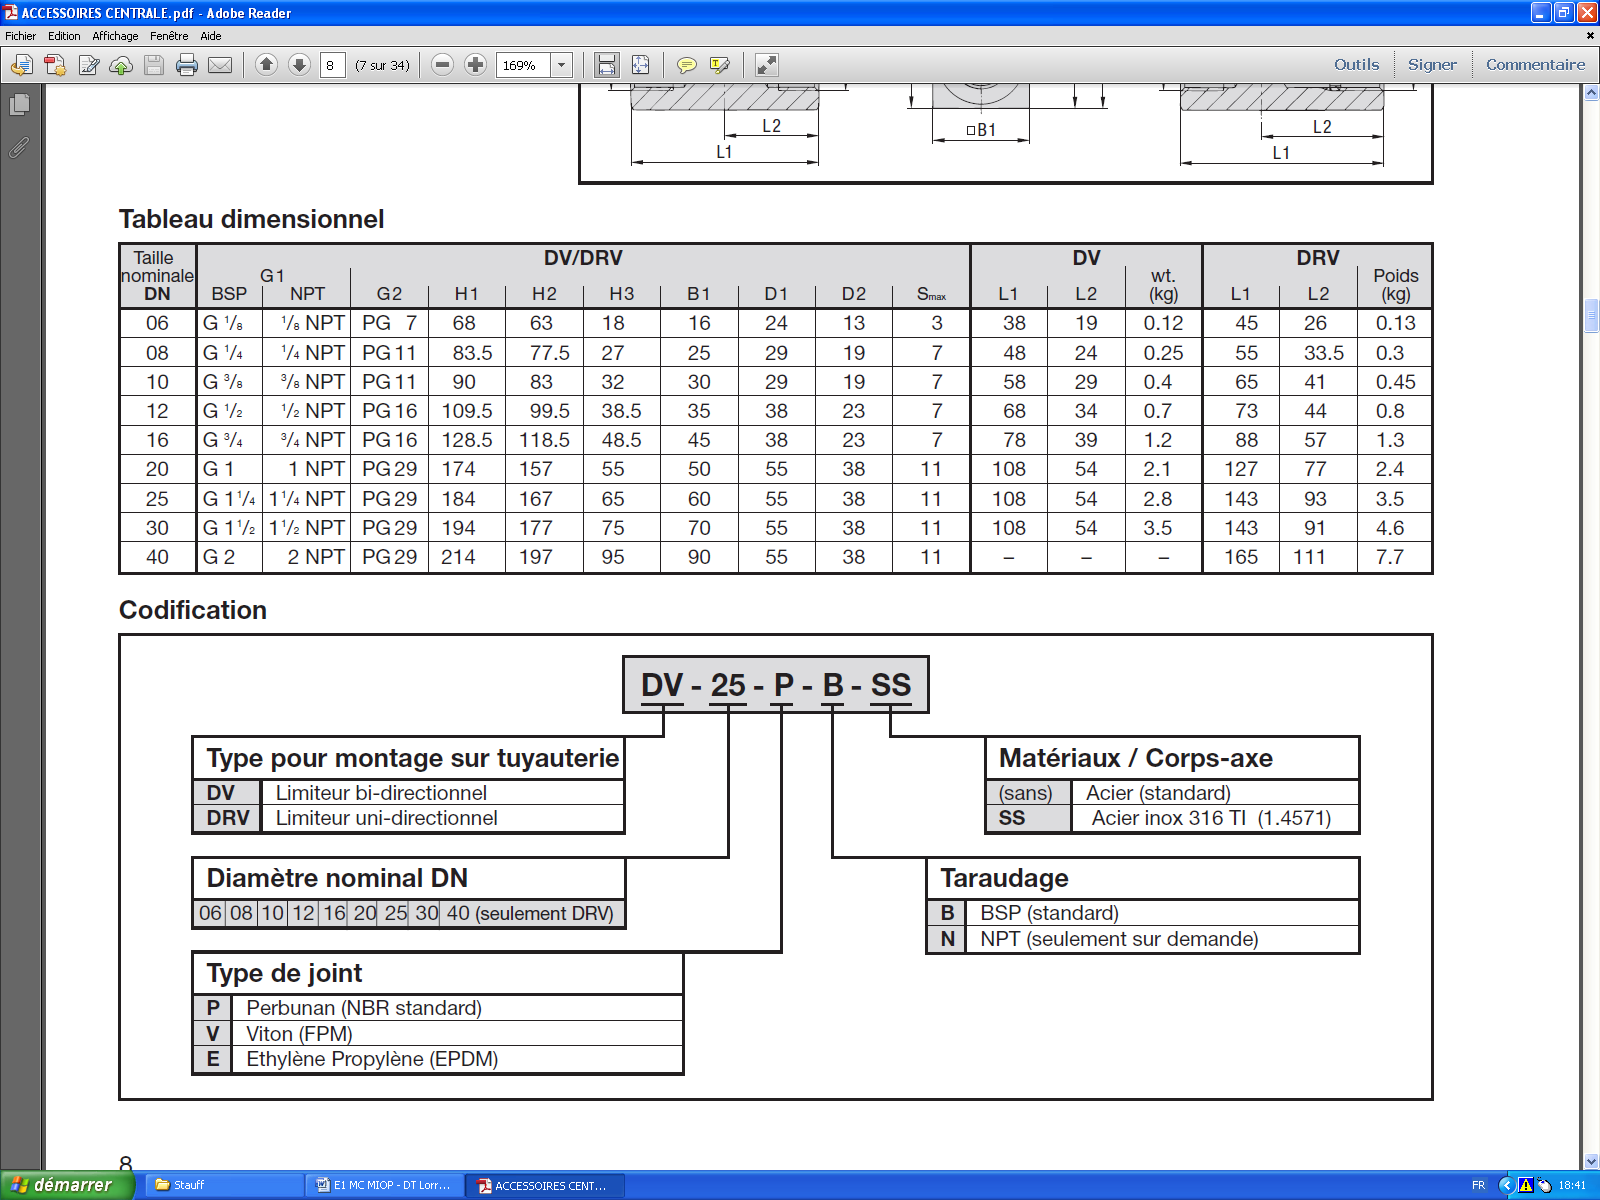 ACCESSOIRES CENTRALE.pdf - Adobe Reader
Fichier Edition Affichage Fenêtre Aide
8 (7 sur 34) 169% Outils Signer Commentaire
L2 □B1 L2
L1 L1
Tableau dimensionnel
Taille nominale DN DV/DRV DV DRV
G1 wt. (kg) Poids (kg)
BSP NPT G2 H1 H2 H3 B1 D1 D2 Smax L1 L2 L1 L2
06 G 1/8 1/8 NPT PG 7 68 63 18 16 24 13 3 38 19 0.12 45 26 0.13
08 G 1/4 1/4 NPT PG 11 83.5 77.5 27 25 29 19 7 48 24 0.25 55 33.5 0.3
10 G 3/8 3/8 NPT PG 11 90 83 32 30 29 19 7 58 29 0.4 65 41 0.45
12 G 1/2 1/2 NPT PG 16 109.5 99.5 38.5 35 38 23 7 68 34 0.7 73 44 0.8
16 G 3/4 3/4 NPT PG 16 128.5 118.5 48.5 45 38 23 7 78 39 1.2 88 57 1.3
20 G 1 1 NPT PG 29 174 157 55 50 55 38 11 108 54 2.1 127 77 2.4
25 G 1 1/4 1 1/4 NPT PG 29 184 167 65 60 55 38 11 108 54 2.8 143 93 3.5
30 G 1 1/2 1 1/2 NPT PG 29 194 177 75 70 55 38 11 108 54 3.5 143 91 4.6
40 G 2 2 NPT PG 29 214 197 95 90 55 38 11 – – – 165 111 7.7
Codification
DV - 25 - P - B - SS
Type pour montage sur tuyauterie
DV Limiteur bi-directionnel
DRV Limiteur uni-directionnel
Matériaux / Corps-axe
(sans) Acier (standard)
SS Acier inox 316 TI (1.4571)
Diamètre nominal DN
06 08 10 12 16 20 25 30 40 (seulement DRV)
Taraudage
B BSP (standard)
N NPT (seulement sur demande)
Type de joint
P Perbunan (NBR standard)
V Viton (FPM)
E Ethylène Propylène (EPDM)
8
démarrer Stauff E1 MC MIOP - DT Lorr... ACCESSOIRES CENT... FR 18:41